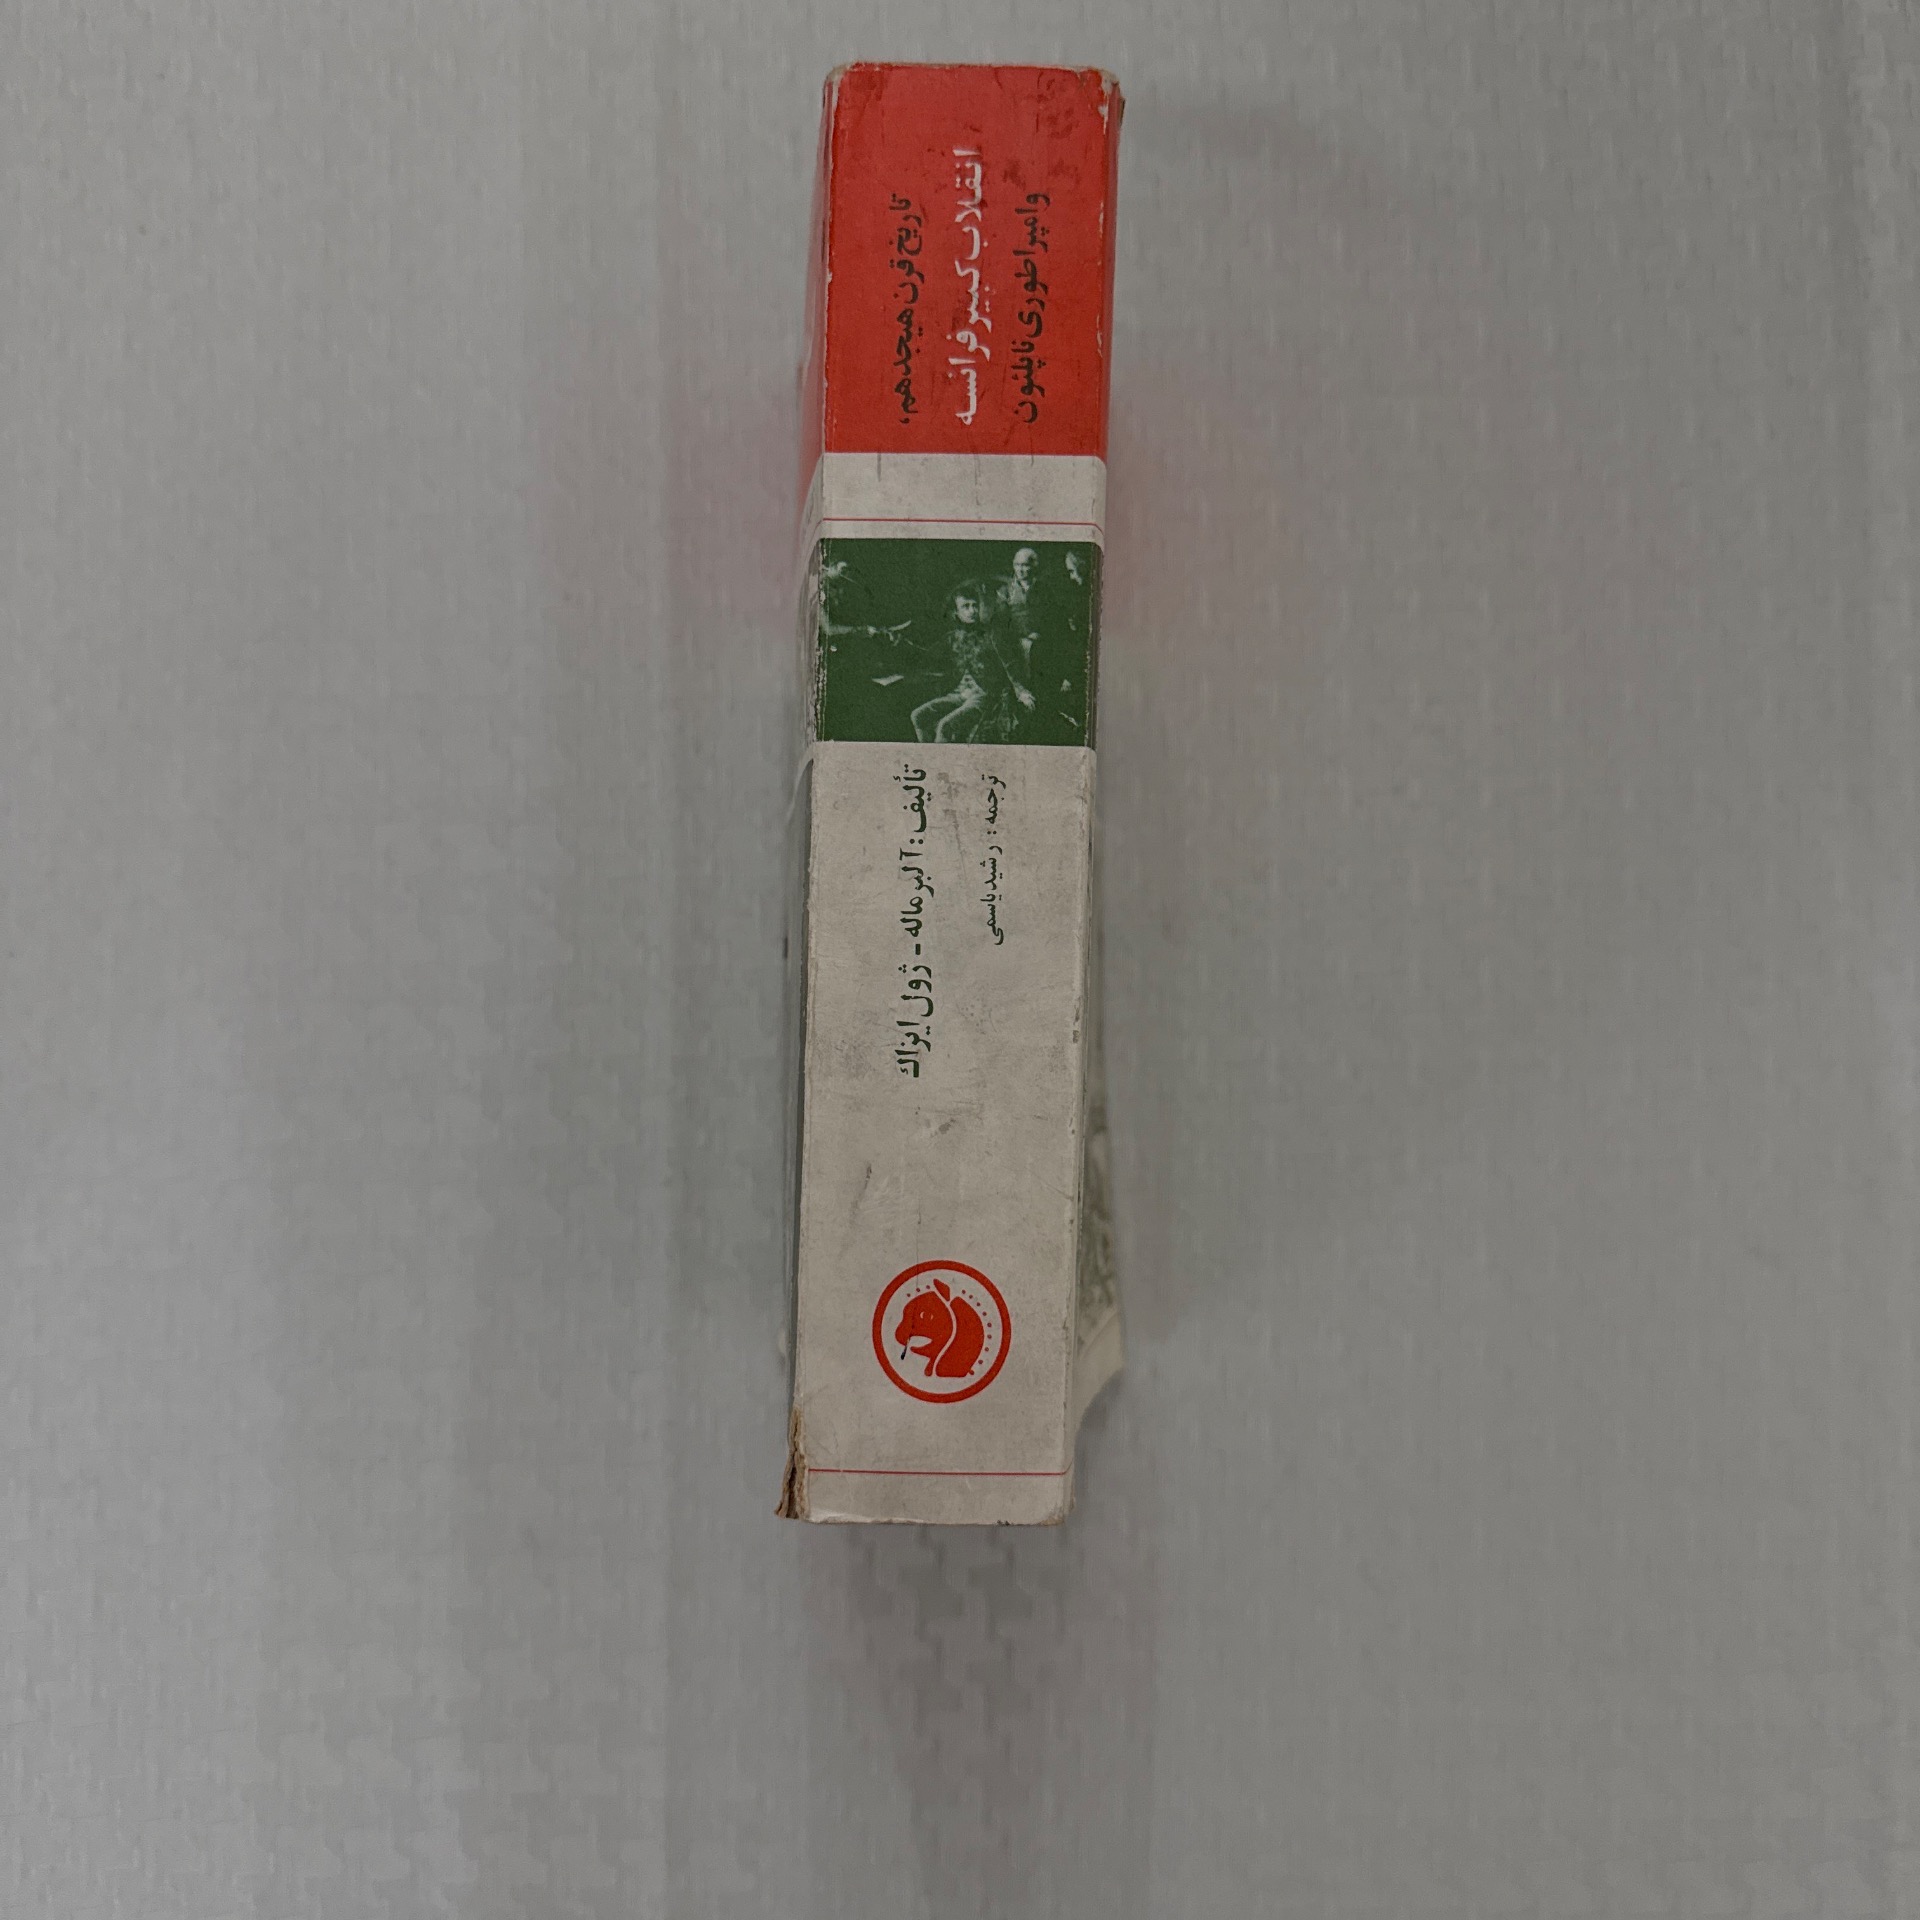 تاریخ قرن هیجدهم،
انقلاب کبیر فرانسه
و امپراطوری ناپلئون
تألیف: آلبر ماله - ژول ایزاک
ترجمه: رشید یاسمی